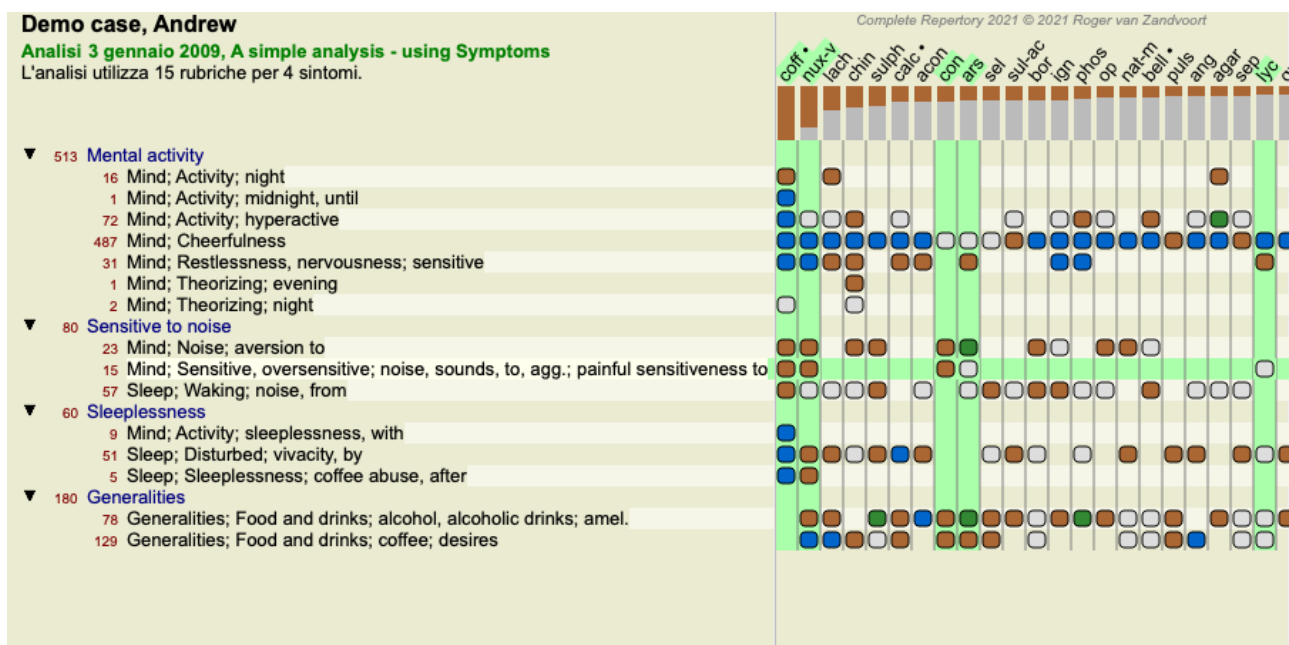 Demo case, Andrew
Complete Repertory 2021 © 2021 Roger van Zandvoort
Analisi 3 gennaio 2009, A simple analysis - using Symptoms
L'analisi utilizza 15 rubriche per 4 sintomi.
coff • nux-v lach chin sulph calc • acon con ars sel sul-ac bor ign phos op nat-m bell • puls ang agar sep lyc
513 Mental activity
16 Mind; Activity; night
1 Mind; Activity; midnight, until
72 Mind; Activity; hyperactive
487 Mind; Cheerfulness
31 Mind; Restlessness, nervousness; sensitive
1 Mind; Theorizing; evening
2 Mind; Theorizing; night
80 Sensitive to noise
23 Mind; Noise; aversion to
15 Mind; Sensitive, oversensitive; noise, sounds, to, agg.; painful sensitiveness to
57 Sleep; Waking; noise, from
60 Sleeplessness
9 Mind; Activity; sleeplessness, with
51 Sleep; Disturbed; vivacity, by
5 Sleep; Sleeplessness; coffee abuse, after
180 Generalities
78 Generalities; Food and drinks; alcohol, alcoholic drinks; amel.
129 Generalities; Food and drinks; coffee; desires